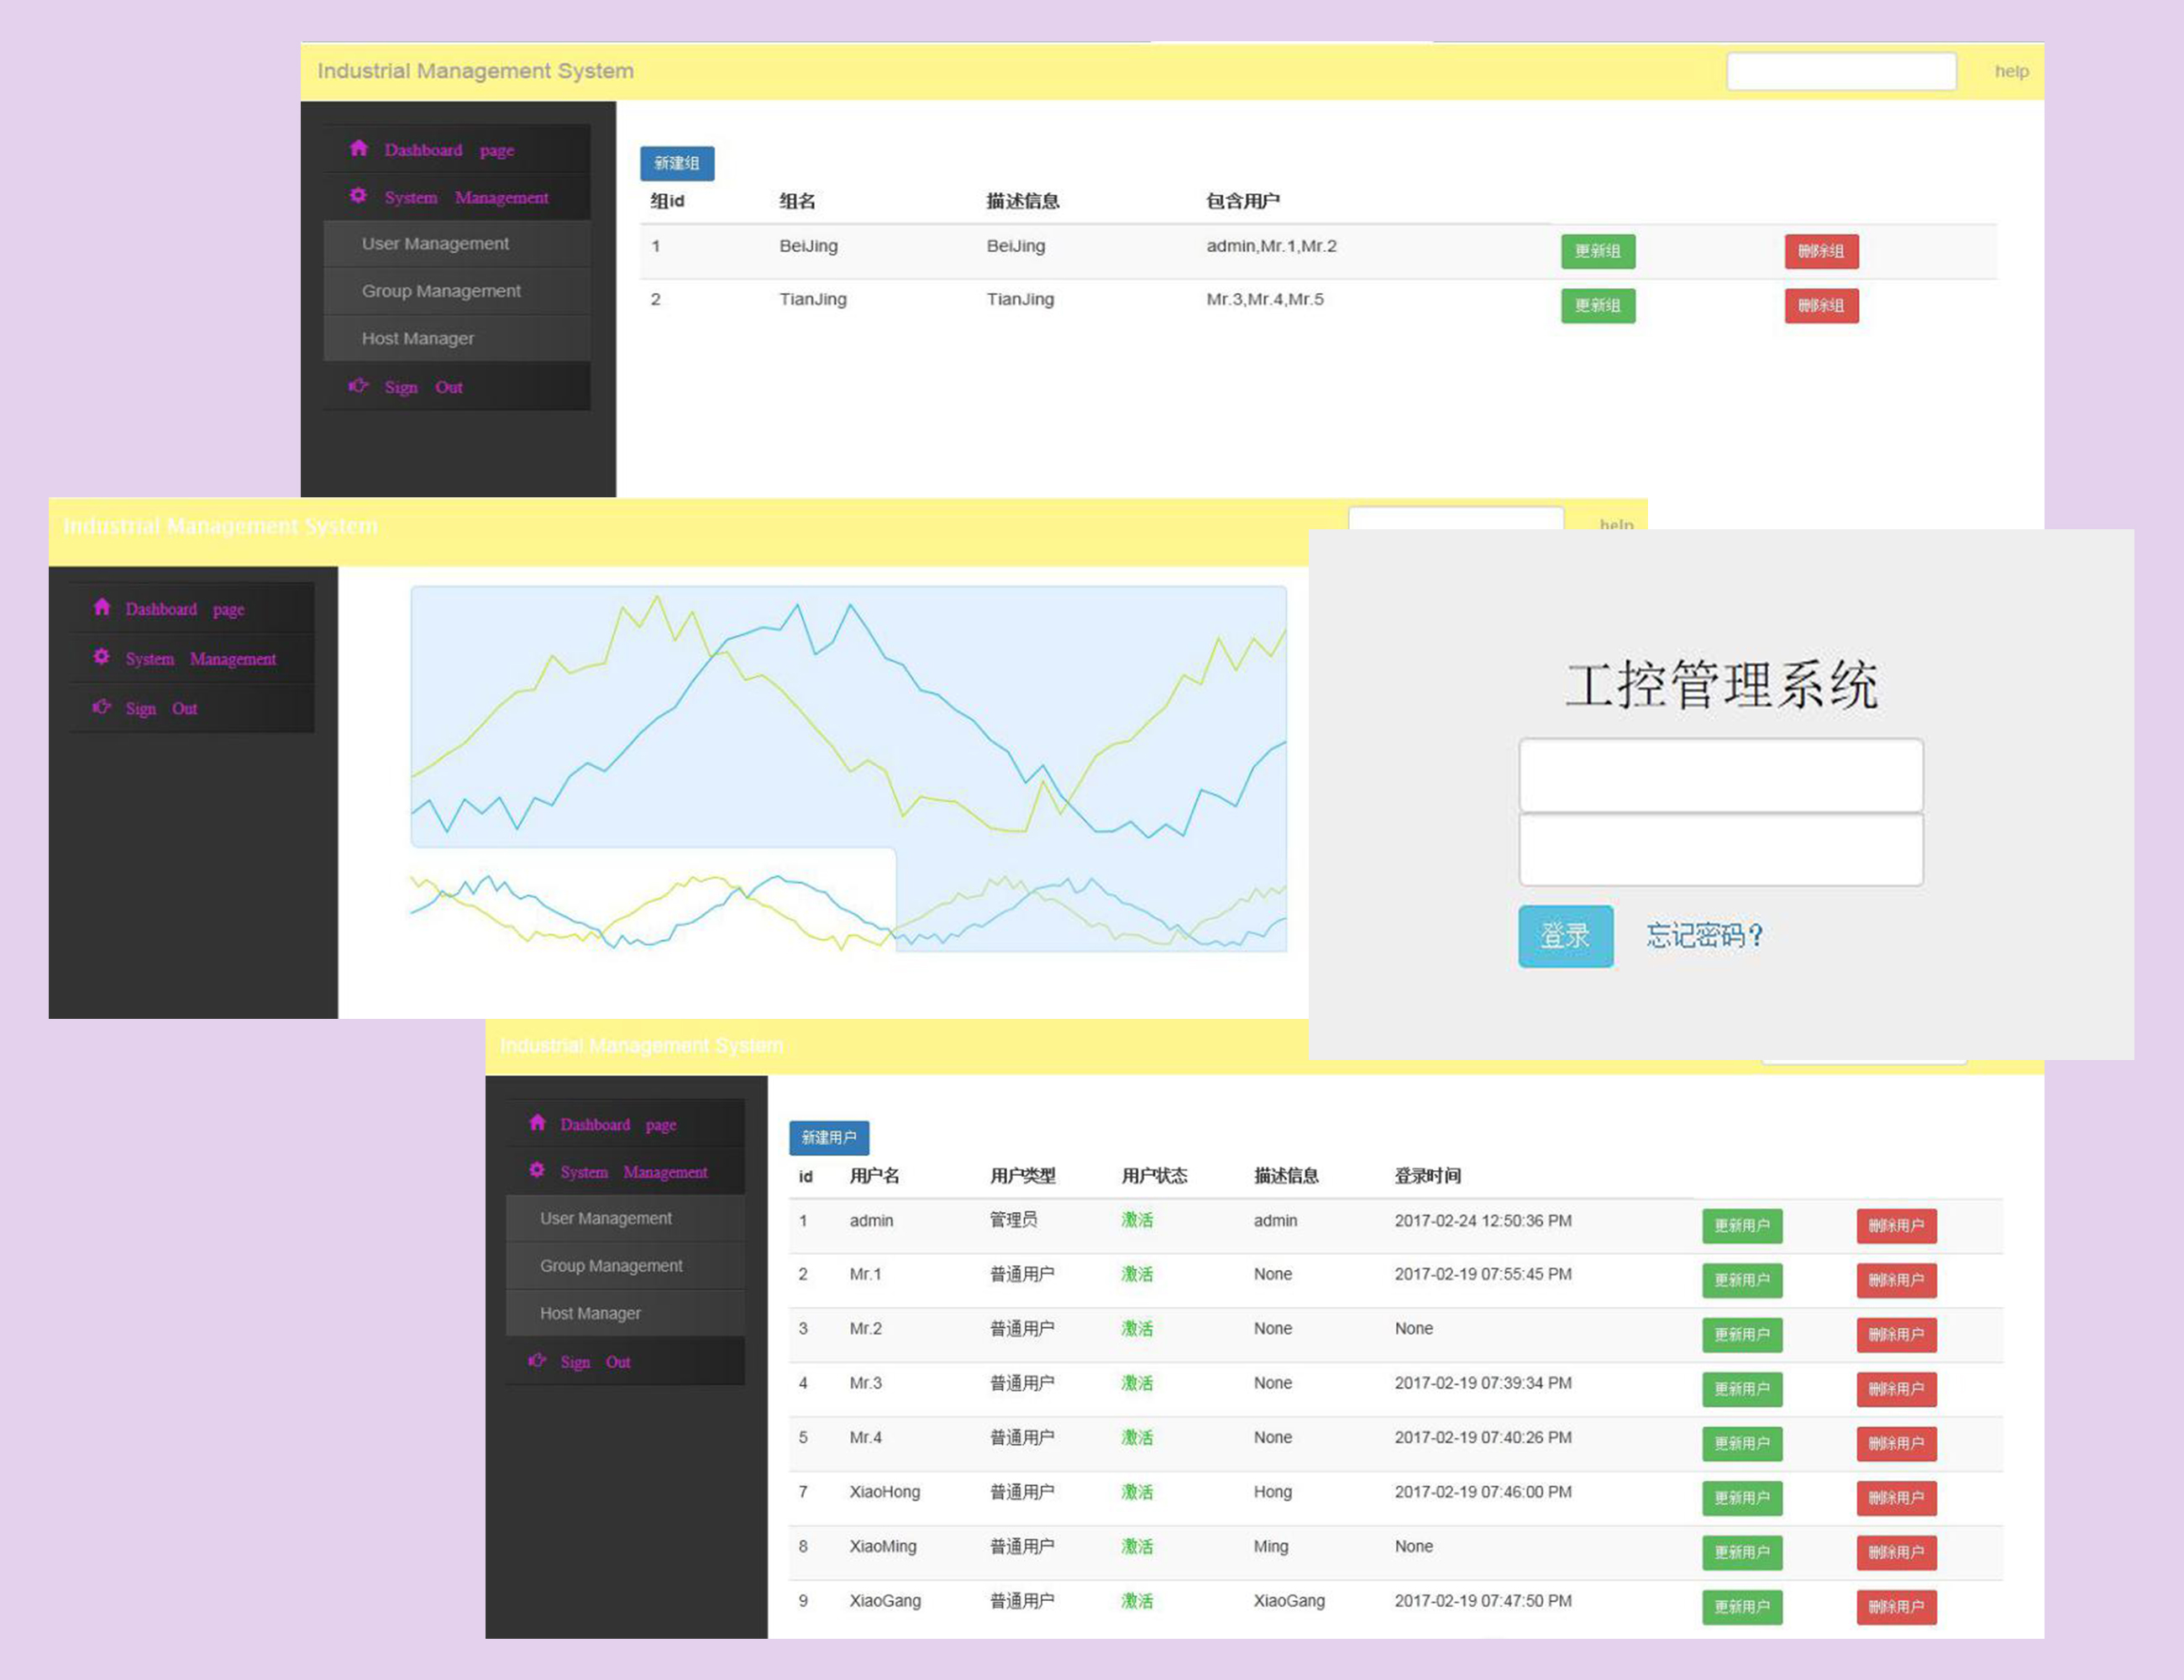 Industrial Management System
help
Dashboard page
System Management
User Management
Group Management
Host Manager
Sign Out
新建组
组id 组名 描述信息 包含用户
1 BeiJing BeiJing admin,Mr.1,Mr.2 更新组 删除组
2 TianJing TianJing Mr.3,Mr.4,Mr.5 更新组 删除组
Industrial Management System
help
Dashboard page
System Management
Sign Out
工控管理系统
登录 忘记密码？
Industrial Management System
Dashboard page
System Management
User Management
Group Management
Host Manager
Sign Out
新建用户
id 用户名 用户类型 用户状态 描述信息 登录时间
1 admin 管理员 激活 admin 2017-02-24 12:50:36 PM 更新用户 删除用户
2 Mr.1 普通用户 激活 None 2017-02-19 07:55:45 PM 更新用户 删除用户
3 Mr.2 普通用户 激活 None None 更新用户 删除用户
4 Mr.3 普通用户 激活 None 2017-02-19 07:39:34 PM 更新用户 删除用户
5 Mr.4 普通用户 激活 None 2017-02-19 07:40:26 PM 更新用户 删除用户
7 XiaoHong 普通用户 激活 Hong 2017-02-19 07:46:00 PM 更新用户 删除用户
8 XiaoMing 普通用户 激活 Ming None 更新用户 删除用户
9 XiaoGang 普通用户 激活 XiaoGang 2017-02-19 07:47:50 PM 更新用户 删除用户